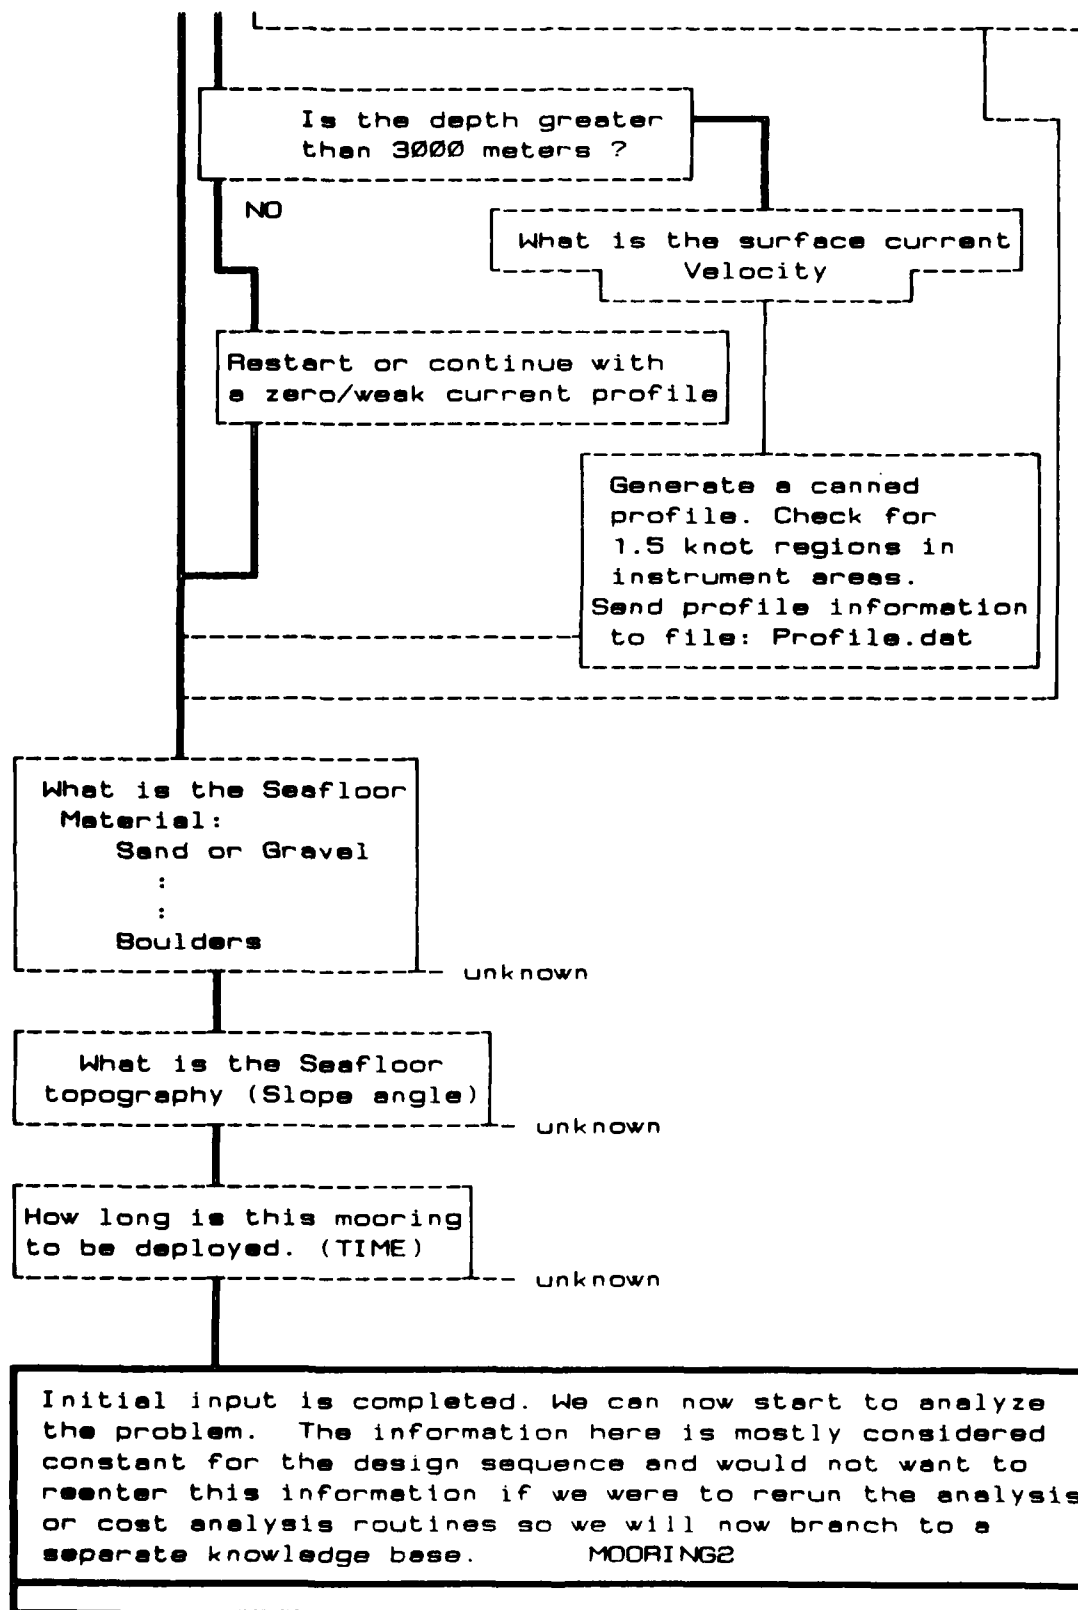 Is the depth greater
than 3000 meters ?
NO
What is the surface current
Velocity
Restart or continue with
a zero/weak current profile
Generate a canned
profile. Check for
1.5 knot regions in
instrument areas.
Send profile information
to file: Profile.dat
What is the Seafloor
Material:
Sand or Gravel
:
:
Boulders
unknown
What is the Seafloor
topography (Slope angle)
unknown
How long is this mooring
to be deployed. (TIME)
unknown
Initial input is completed. We can now start to analyze
the problem.  The information here is mostly considered
constant for the design sequence and would not want to
reenter this information if we were to rerun the analysis
or cost analysis routines so we will now branch to a
separate knowledge base.      MOORING2